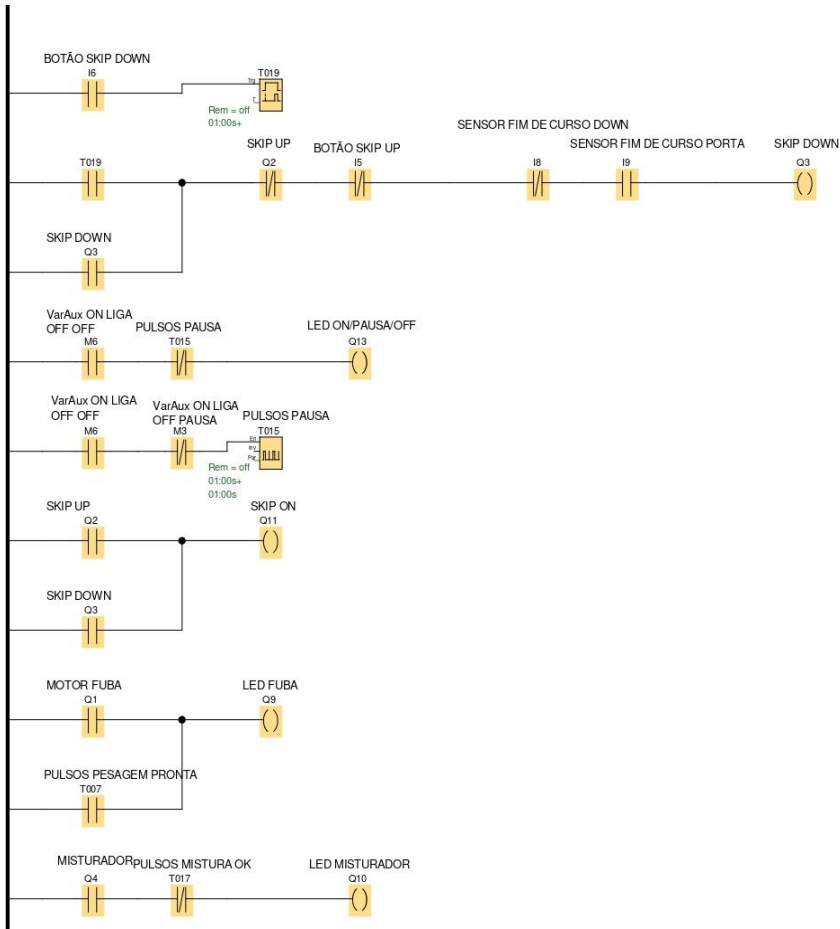 BOTÃO SKIP DOWN
I6
T019
Trg
T
Rem = off
01:00s+
SENSOR FIM DE CURSO DOWN
SKIP UP
BOTÃO SKIP UP
SENSOR FIM DE CURSO PORTA
SKIP DOWN
T019
Q2
I5
I8
I9
Q3
SKIP DOWN
Q3
VarAux ON LIGA
OFF OFF
PULSOS PAUSA
LED ON/PAUSA/OFF
M6
T015
Q13
VarAux ON LIGA
OFF OFF
VarAux ON LIGA
OFF PAUSA
PULSOS PAUSA
M6
M3
T015
En
Inv
Par
Rem = off
01:00s+
01:00s
SKIP UP
SKIP ON
Q2
Q11
SKIP DOWN
Q3
MOTOR FUBA
LED FUBA
Q1
Q9
PULSOS PESAGEM PRONTA
T007
MISTURADOR
PULSOS MISTURA OK
LED MISTURADOR
Q4
T017
Q10